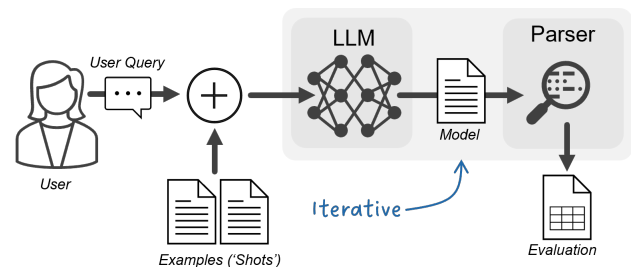 User Query
LLM
Parser
Model
User
Iterative
Examples ('Shots')
Evaluation